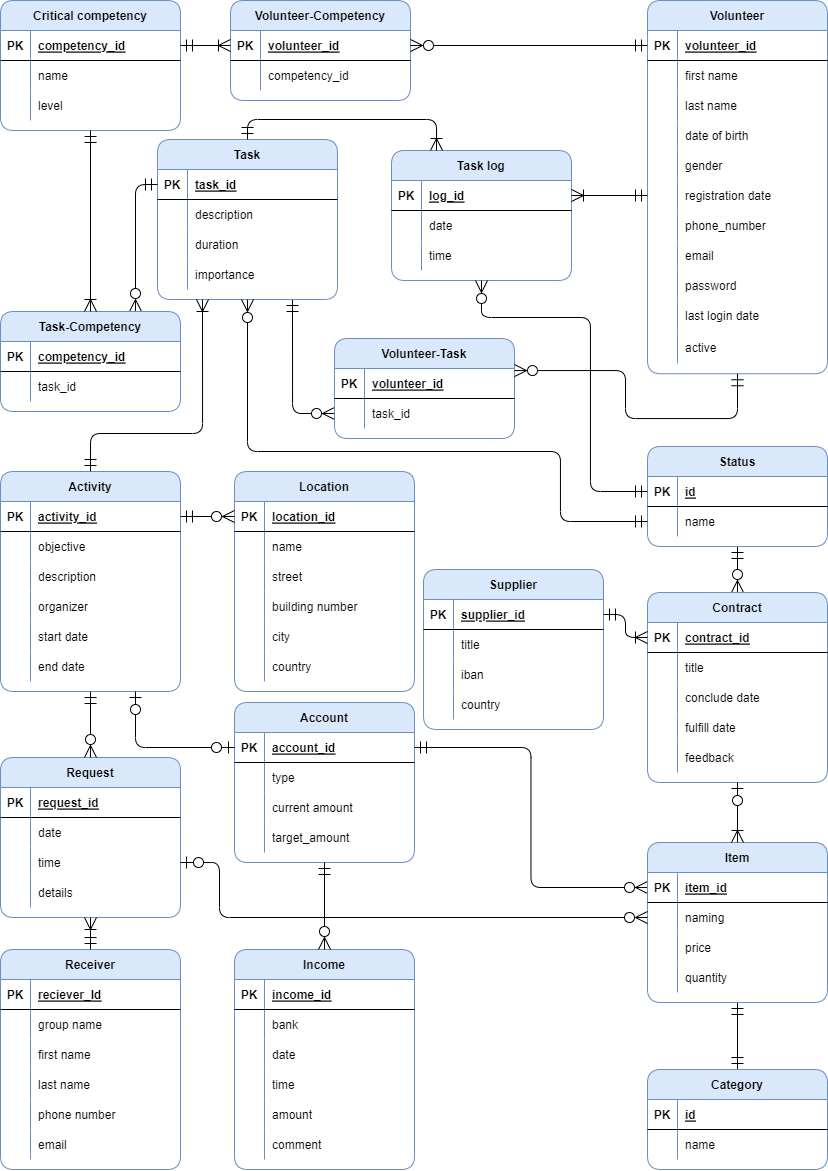 Critical competency
PK competency_id
name
level
Volunteer-Competency
PK volunteer_id
competency_id
Volunteer
PK volunteer_id
first name
last name
date of birth
gender
registration date
phone_number
email
password
last login date
active
Task
PK task_id
description
duration
importance
Task log
PK log_id
date
time
Task-Competency
PK competency_id
task_id
Volunteer-Task
PK volunteer_id
task_id
Status
PK id
name
Activity
PK activity_id
objective
description
organizer
start date
end date
Location
PK location_id
name
street
building number
city
country
Supplier
PK supplier_id
title
iban
country
Contract
PK contract_id
title
conclude date
fulfill date
feedback
Account
PK account_id
type
current amount
target_amount
Request
PK request_id
date
time
details
Item
PK item_id
naming
price
quantity
Receiver
PK reciever_Id
group name
first name
last name
phone number
email
Income
PK income_id
bank
date
time
amount
comment
Category
PK id
name